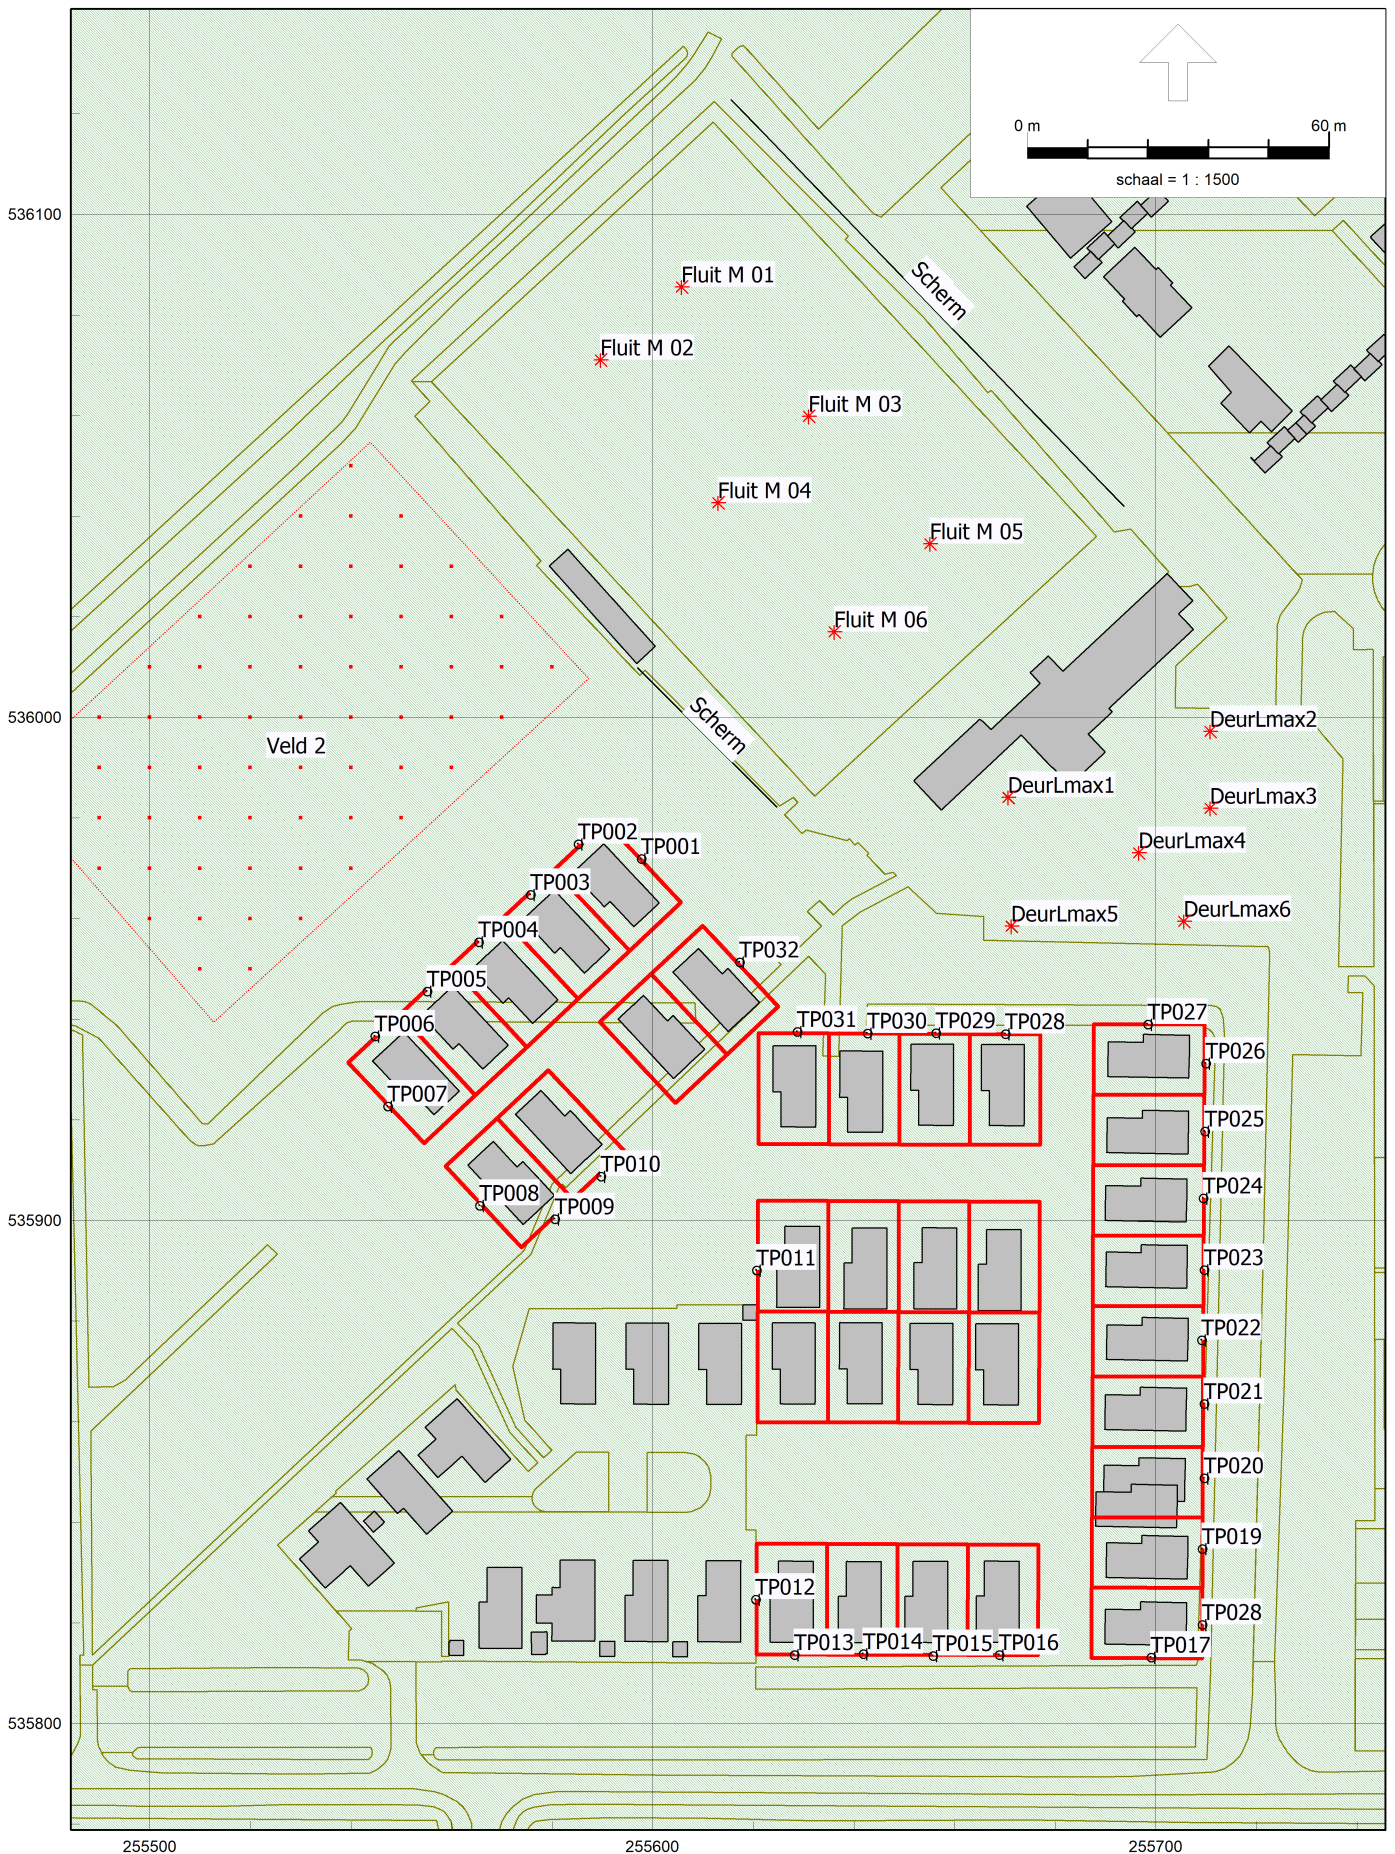 0 m 60 m
schaal = 1 : 1500
536100
Fluit M 01
Scherm
Fluit M 02
Fluit M 03
Fluit M 04
Fluit M 05
Fluit M 06
536000
Scherm
DeurLmax2
Veld 2
DeurLmax1
DeurLmax3
TP002
TP001
DeurLmax4
TP003
DeurLmax5
DeurLmax6
TP004
TP032
TP005
TP006
TP031
TP030
TP029
TP028
TP027
TP026
TP007
TP025
TP010
TP008
TP024
TP009
535900
TP011
TP023
TP022
TP021
TP020
TP019
TP012
TP028
TP013
TP014
TP015
TP016
TP017
535800
255500
255600
255700